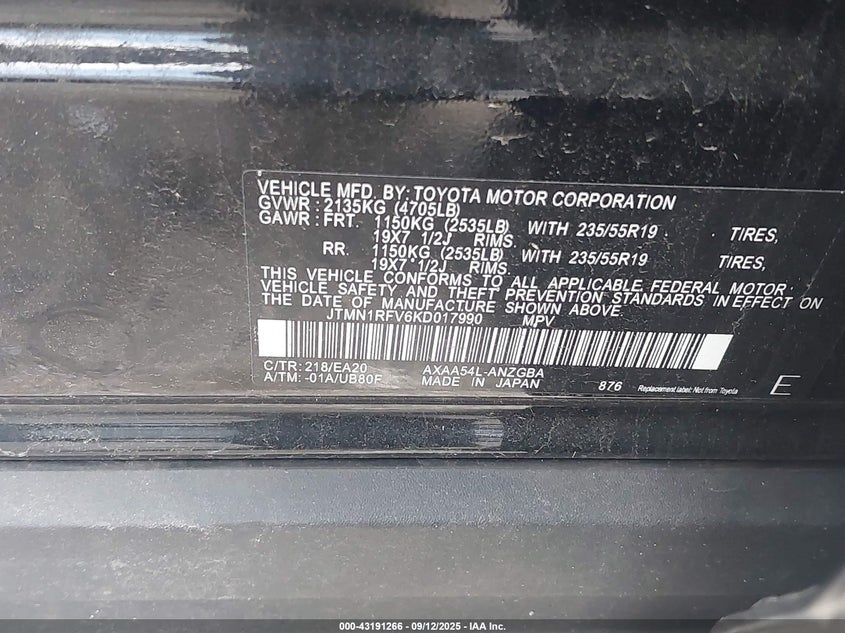 VEHICLE MFD. BY: TOYOTA MOTOR CORPORATION
GVWR : 2135KG (4705LB)
GAWR : FRT. 1150KG (2535LB) WITH 235/55R19 TIRES,
19X7 1/2J RIMS.
RR. 1150KG (2535LB) WITH 235/55R19 TIRES,
19X7 1/2J RIMS.
THIS VEHICLE CONFORMS TO ALL APPLICABLE FEDERAL MOTOR
VEHICLE SAFETY AND THEFT PREVENTION STANDARDS IN EFFECT ON
THE DATE OF MANUFACTURE SHOWN ABOVE.
JTMN1RFV6KD017990 MPV
C/TR: 218/EA20 AXAA54L-ANZGBA
A/TM: -01A/UB80F MADE IN JAPAN 876 Replacement label: Not from Toyota E
000-43191266 - 09/12/2025 - IAA Inc.